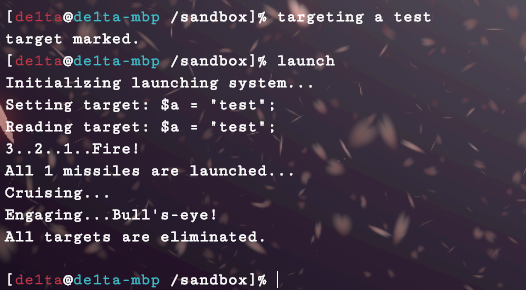 [de1ta@de1ta-mbp /sandbox]% targeting a test
target marked.
[de1ta@de1ta-mbp /sandbox]% launch
Initializing launching system...
Setting target: $a = "test";
Reading target: $a = "test";
3..2..1..Fire!
All 1 missiles are launched...
Cruising...
Engaging...Bull's-eye!
All targets are eliminated.
[de1ta@de1ta-mbp /sandbox]%